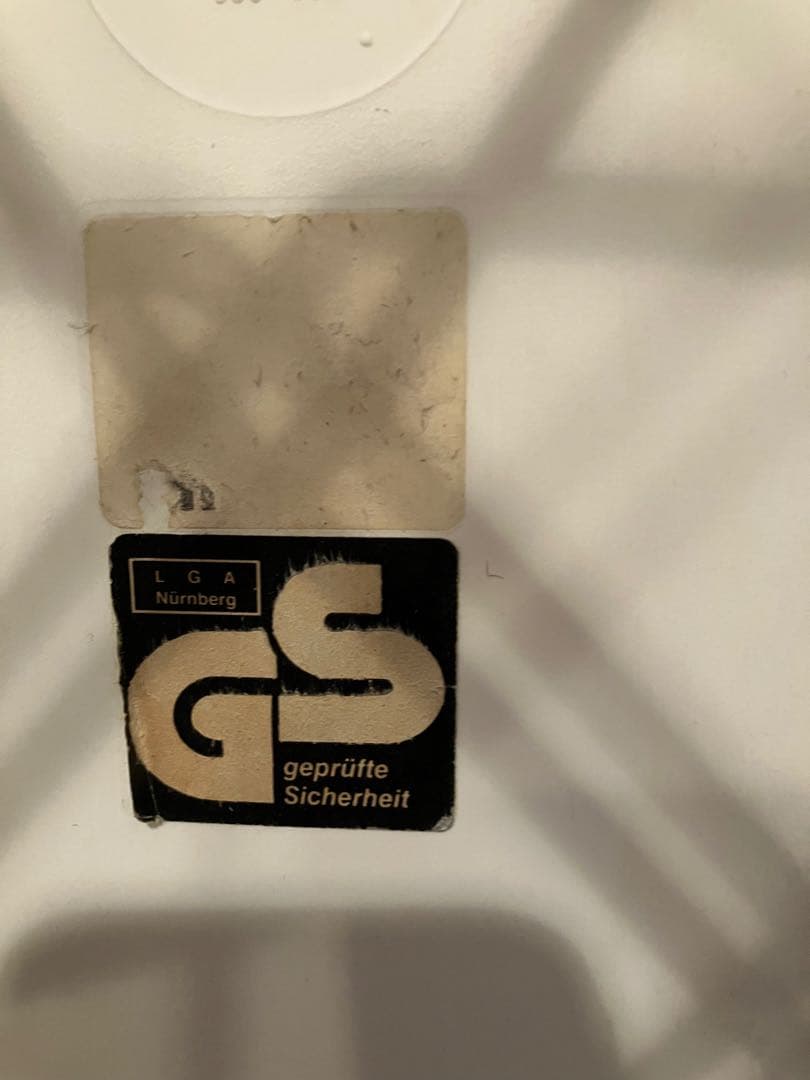 L G A
Nürnberg
GS
geprüfte
Sicherheit